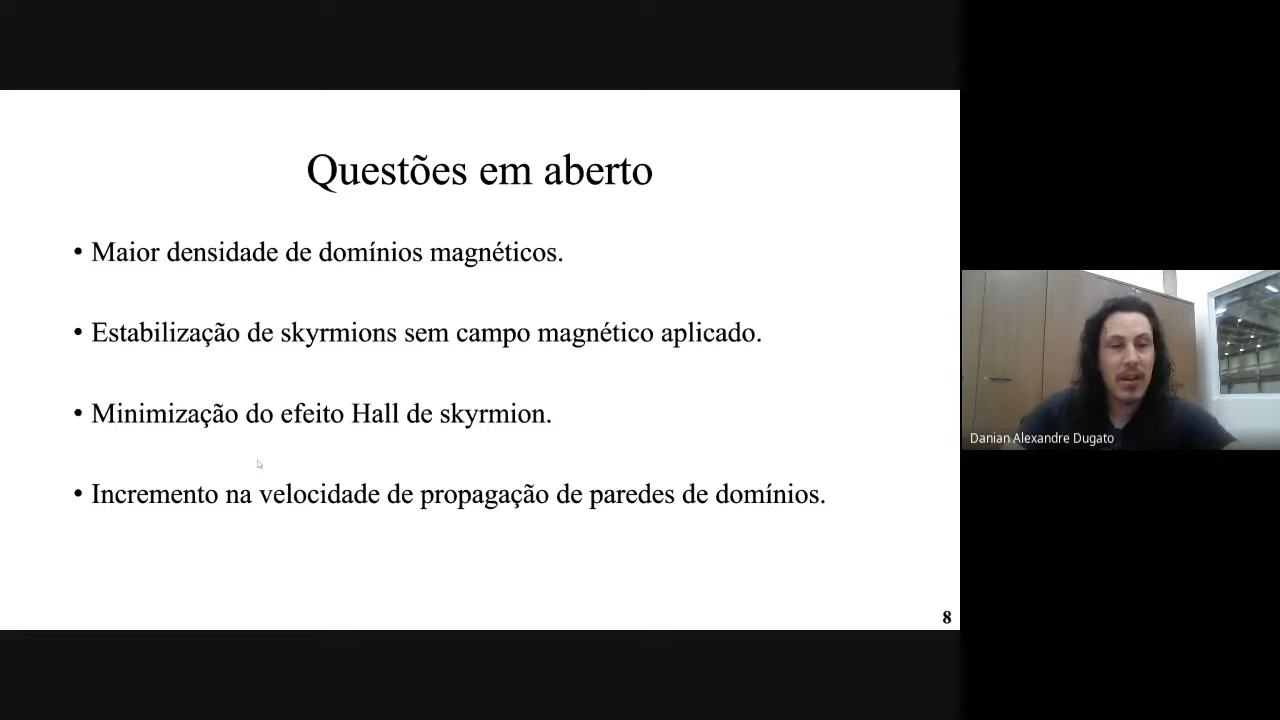 Questões em aberto
• Maior densidade de domínios magnéticos.
• Estabilização de skyrmions sem campo magnético aplicado.
• Minimização do efeito Hall de skyrmion.
• Incremento na velocidade de propagação de paredes de domínios.
8
Danian Alexandre Dugato